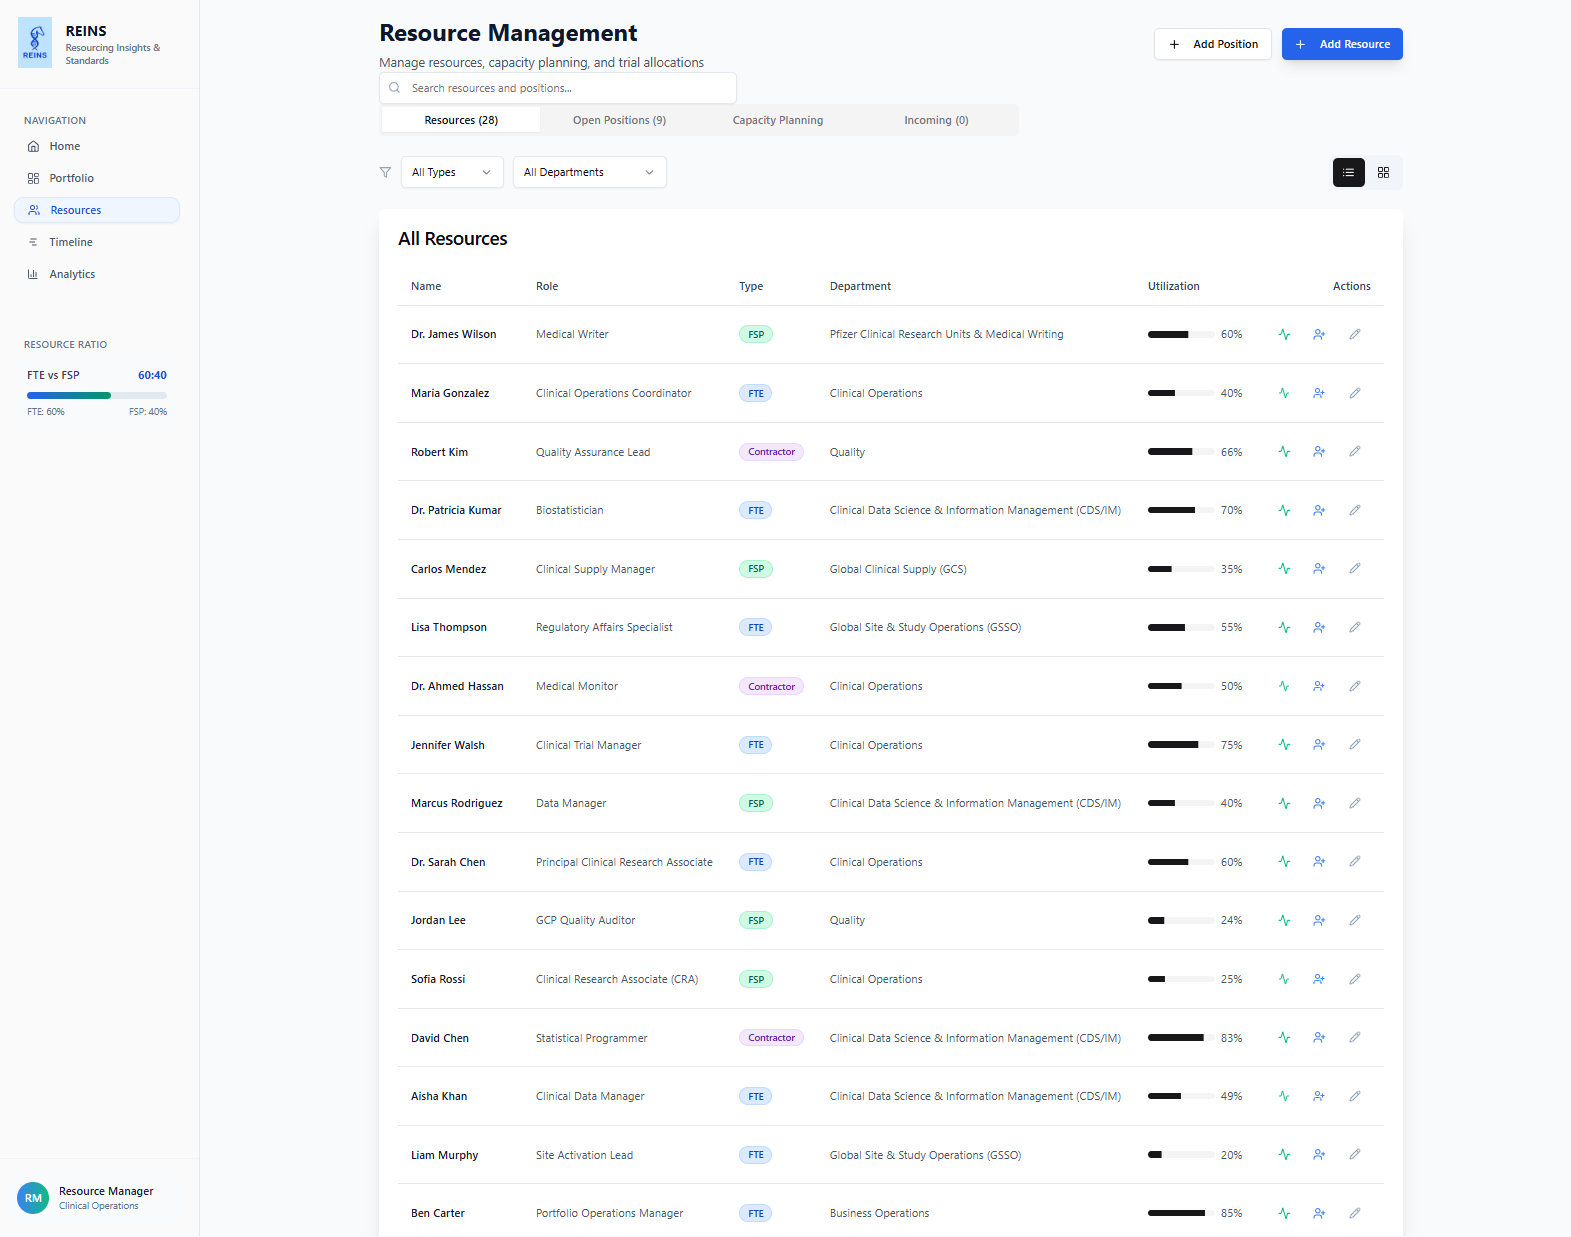 REINS
REINS
Resourcing Insights &
Standards
NAVIGATION
Home
Portfolio
Resources
Timeline
Analytics
RESOURCE RATIO
FTE vs FSP 60:40
FTE: 60% FSP: 40%
RM
Resource Manager
Clinical Operations
Resource Management
Manage resources, capacity planning, and trial allocations
Add Position
Add Resource
Search resources and positions...
Resources (28) Open Positions (9) Capacity Planning Incoming (0)
All Types All Departments
All Resources
Name Role Type Department Utilization Actions
Dr. James Wilson Medical Writer FSP Pfizer Clinical Research Units & Medical Writing 60%
Maria Gonzalez Clinical Operations Coordinator FTE Clinical Operations 40%
Robert Kim Quality Assurance Lead Contractor Quality 66%
Dr. Patricia Kumar Biostatistician FTE Clinical Data Science & Information Management (CDS/IM) 70%
Carlos Mendez Clinical Supply Manager FSP Global Clinical Supply (GCS) 35%
Lisa Thompson Regulatory Affairs Specialist FTE Global Site & Study Operations (GSSO) 55%
Dr. Ahmed Hassan Medical Monitor Contractor Clinical Operations 50%
Jennifer Walsh Clinical Trial Manager FTE Clinical Operations 75%
Marcus Rodriguez Data Manager FSP Clinical Data Science & Information Management (CDS/IM) 40%
Dr. Sarah Chen Principal Clinical Research Associate FTE Clinical Operations 60%
Jordan Lee GCP Quality Auditor FSP Quality 24%
Sofia Rossi Clinical Research Associate (CRA) FSP Clinical Operations 25%
David Chen Statistical Programmer Contractor Clinical Data Science & Information Management (CDS/IM) 83%
Aisha Khan Clinical Data Manager FTE Clinical Data Science & Information Management (CDS/IM) 49%
Liam Murphy Site Activation Lead FTE Global Site & Study Operations (GSSO) 20%
Ben Carter Portfolio Operations Manager FTE Business Operations 85%